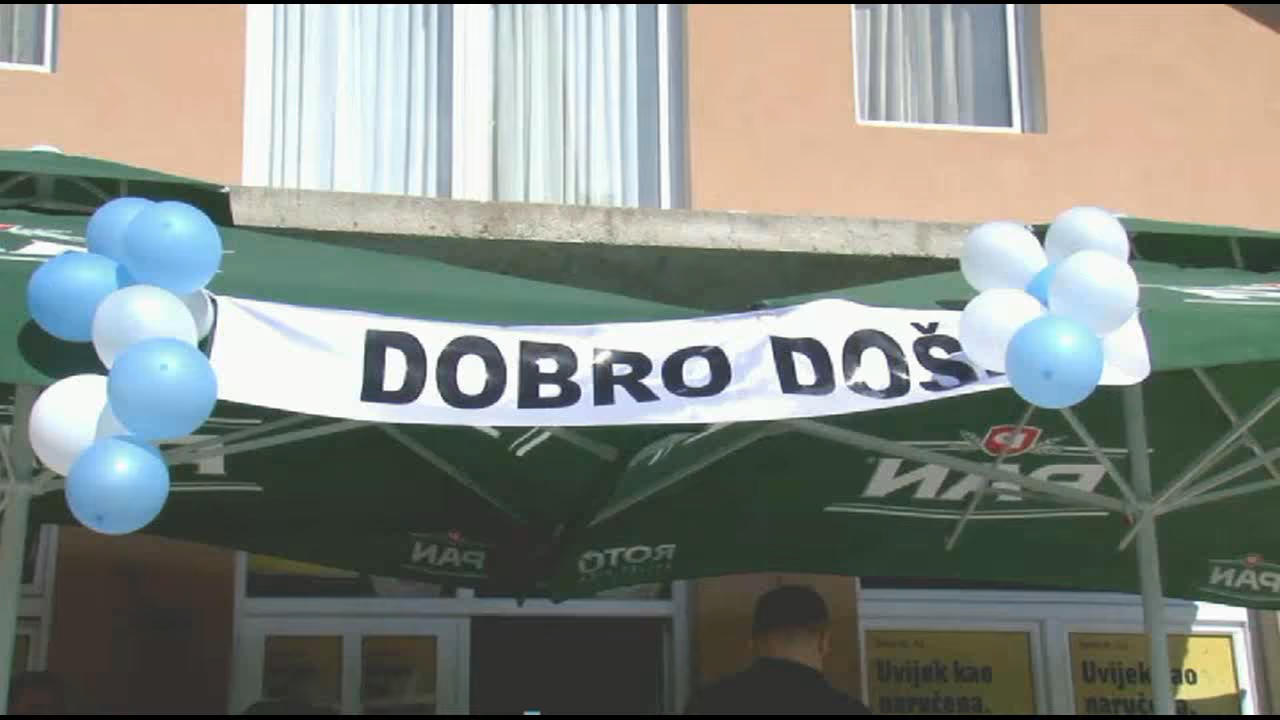 DOBRO DOŠ
PAN
PAN
ROTO
PAN
Uvijek kao
naručena.
Uvijek kao
naručena.